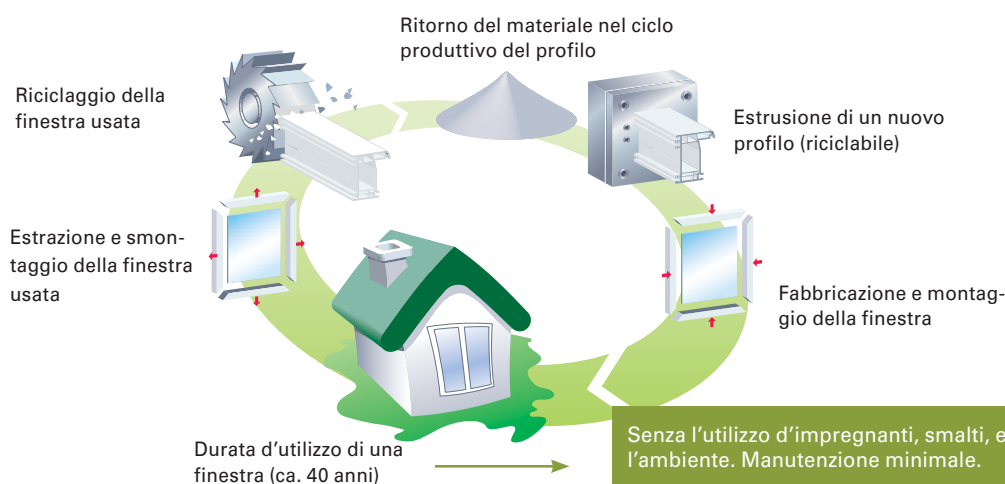 Ritorno del materiale nel ciclo
produttivo del profilo
Riciclaggio della
finestra usata
Estrusione di un nuovo
profilo (riciclabile)
Estrazione e smon-
taggio della finestra
usata
Fabbricazione e montag-
gio della finestra
Durata d'utilizzo di una
finestra (ca. 40 anni)
Senza l'utilizzo d'impregnanti, smalti, e
l'ambiente. Manutenzione minimale.